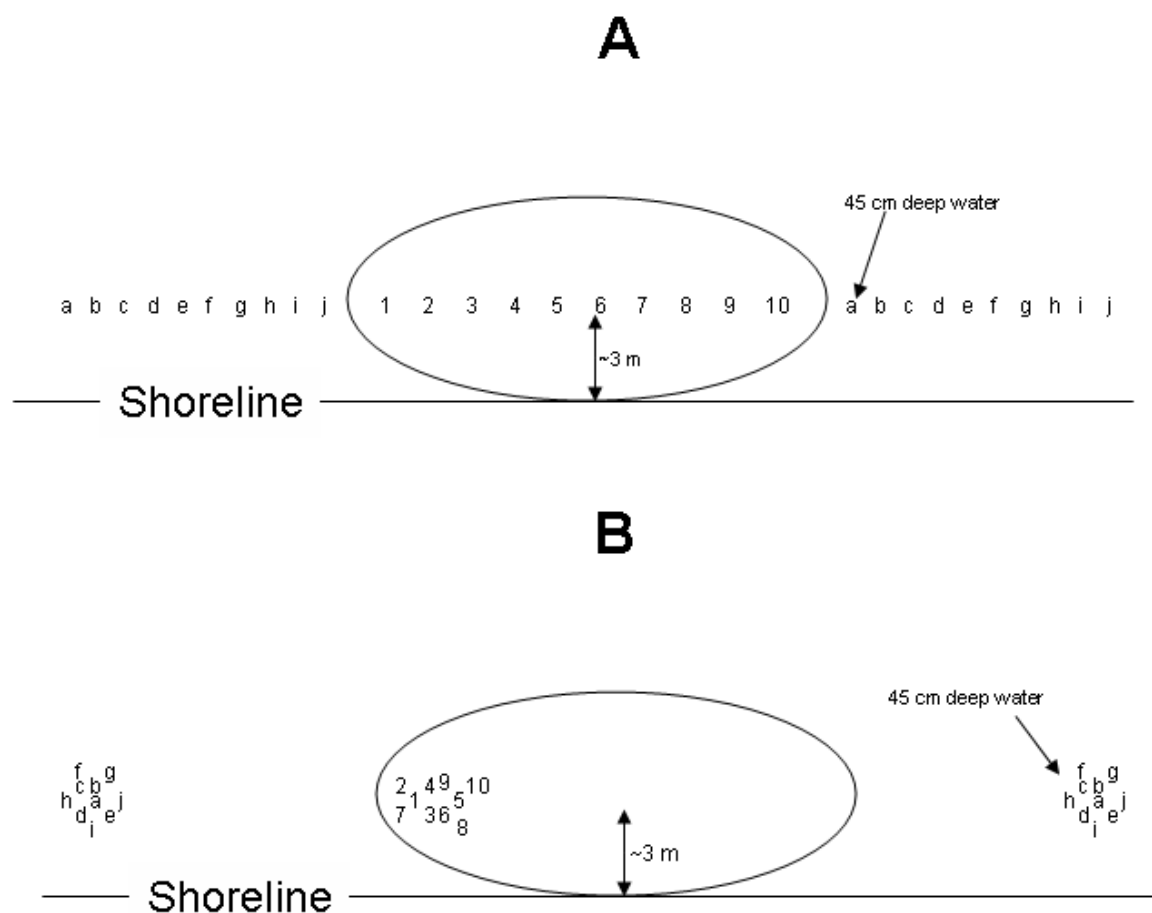 A
45 cm deep water
a b c d e f g h i j 1 2 3 4 5 6 7 8 9 10 a b c d e f g h i j
~3 m
Shoreline
B
45 cm deep water
f g f g
c b 2 4 9 10 c b
h a j 1 5 h a j
d e 7 3 6 d e
i 8 i
~3 m
Shoreline